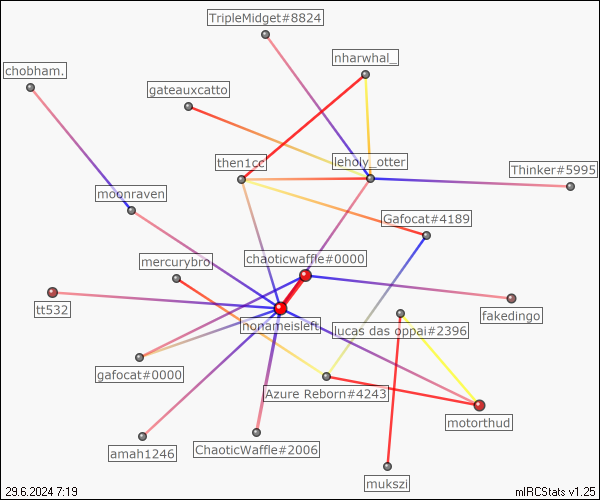 TripleMidget#8824
nharwhal_
chobham.
gateauxcatto
then1cc
leholy_otter
Thinker#5995
moonraven
Gafocat#4189
mercurybro
chaoticwaffle#0000
tt532
nonameisleft
fakedingo
lucas das oppai#2396
gafocat#0000
Azure Reborn#4243
motorthud
amah1246
ChaoticWaffle#2006
mukszi
29.6.2024 7:19
mIRCStats v1.25